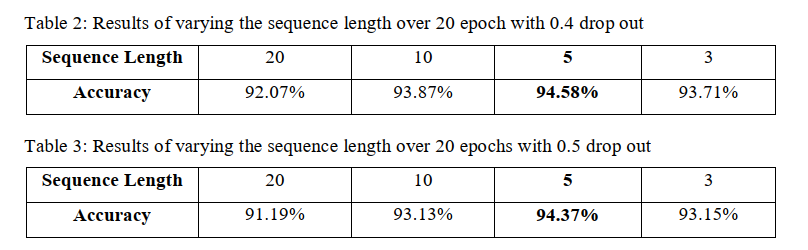 Table 2: Results of varying the sequence length over 20 epoch with 0.4 drop out
Sequence Length 20 10 5 3
Accuracy 92.07% 93.87% 94.58% 93.71%
Table 3: Results of varying the sequence length over 20 epochs with 0.5 drop out
Sequence Length 20 10 5 3
Accuracy 91.19% 93.13% 94.37% 93.15%